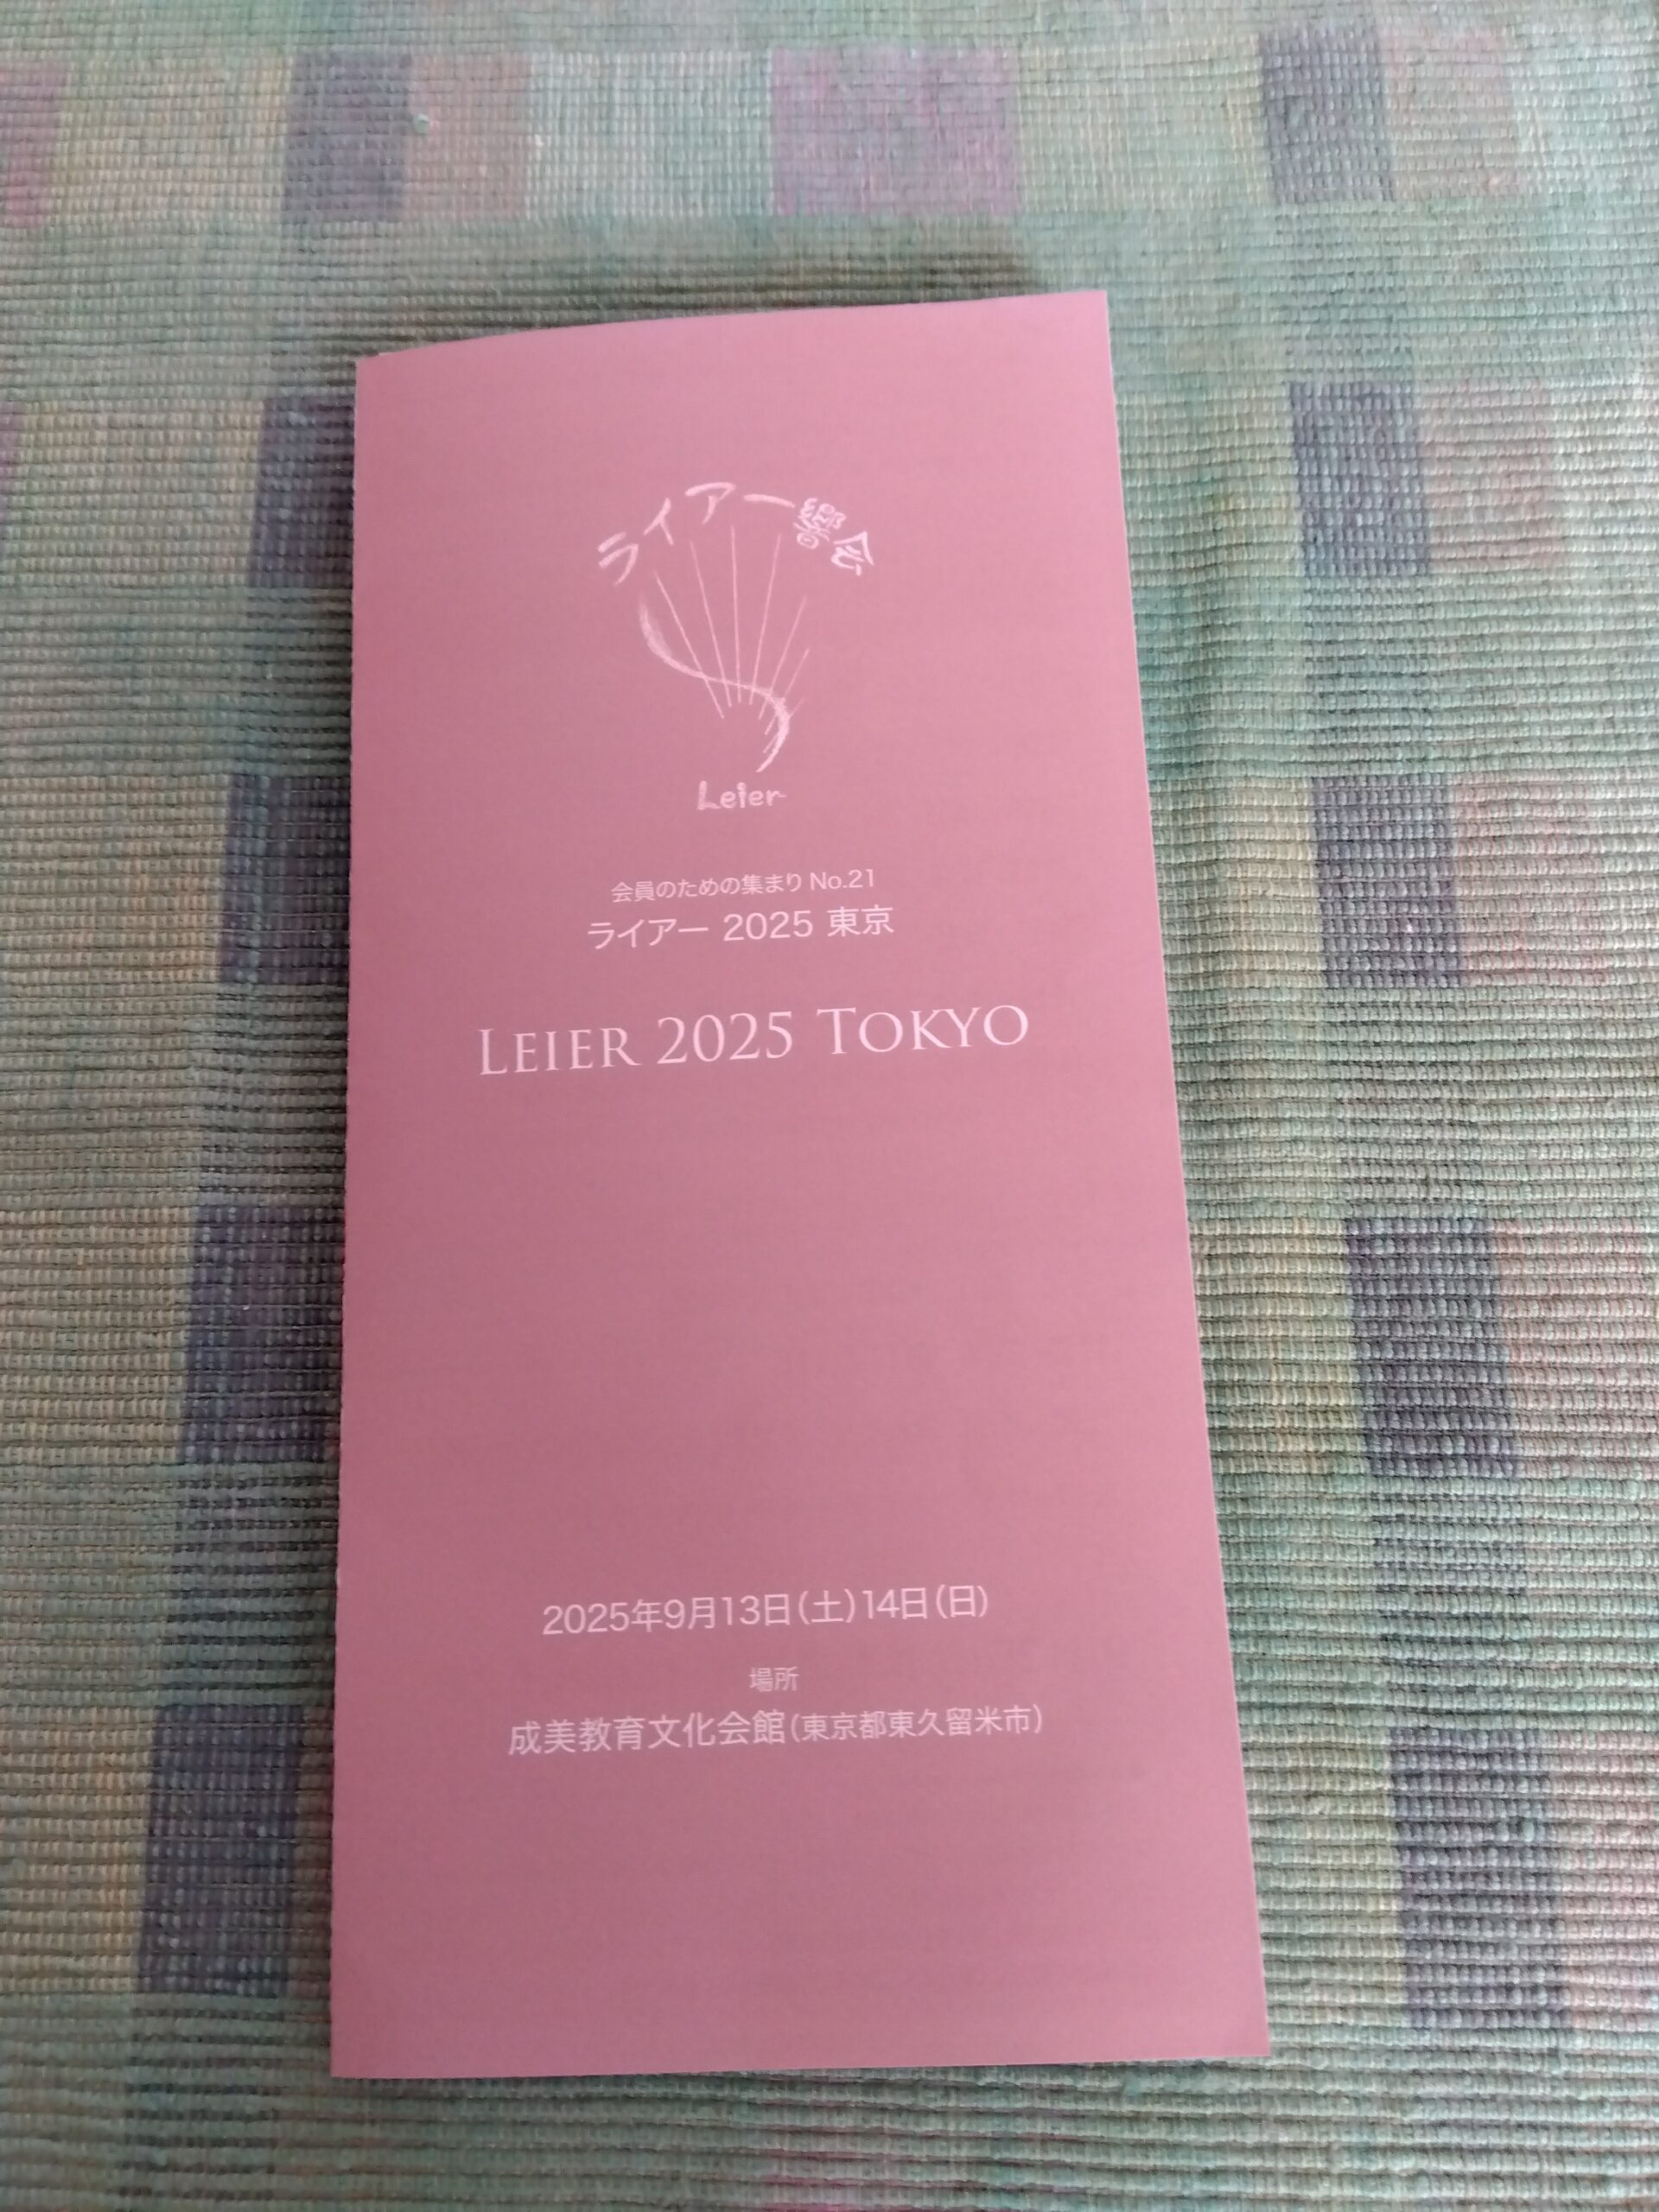 ライアー響会
Leier
会員のための集まり No.21
ライアー 2025 東京
LEIER 2025 TOKYO
2025年9月13日(土)14日(日)
場所
成美教育文化会館(東京都東久留米市)